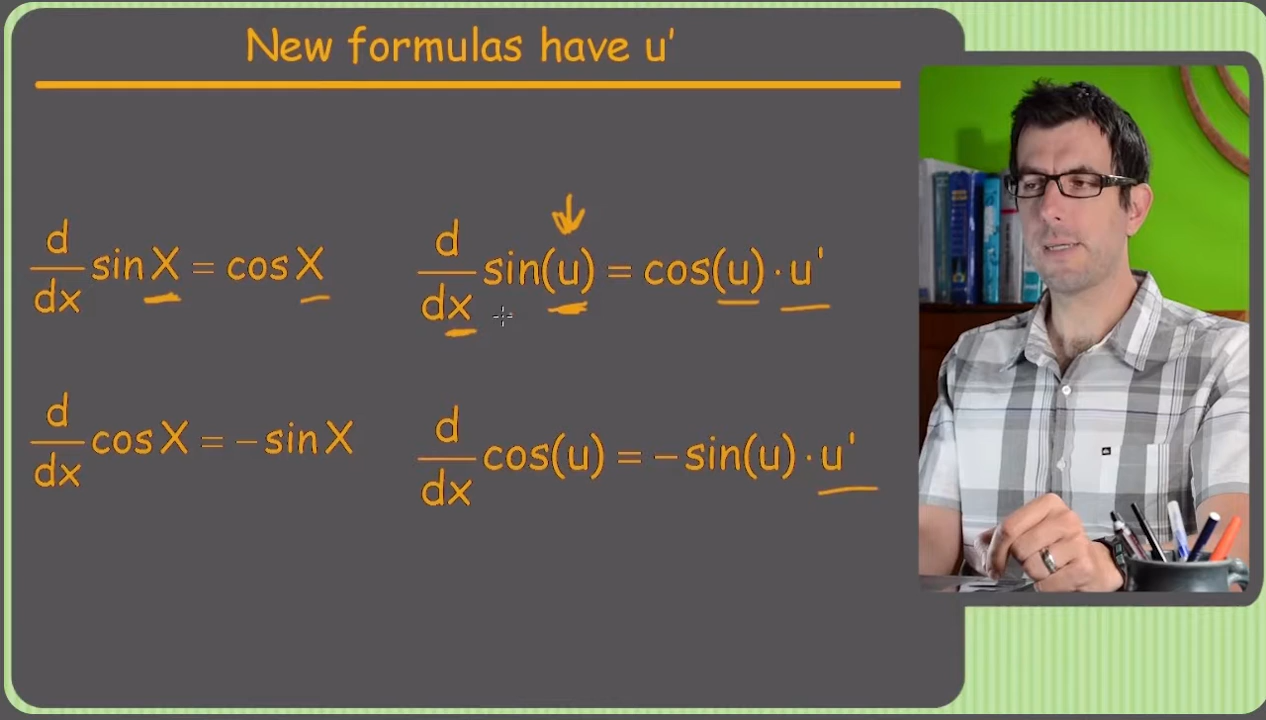 New formulas have u'
d/dx sin X = cos X
d/dx sin(u) = cos(u) · u'
d/dx cos X = - sin X
d/dx cos(u) = - sin(u) · u'